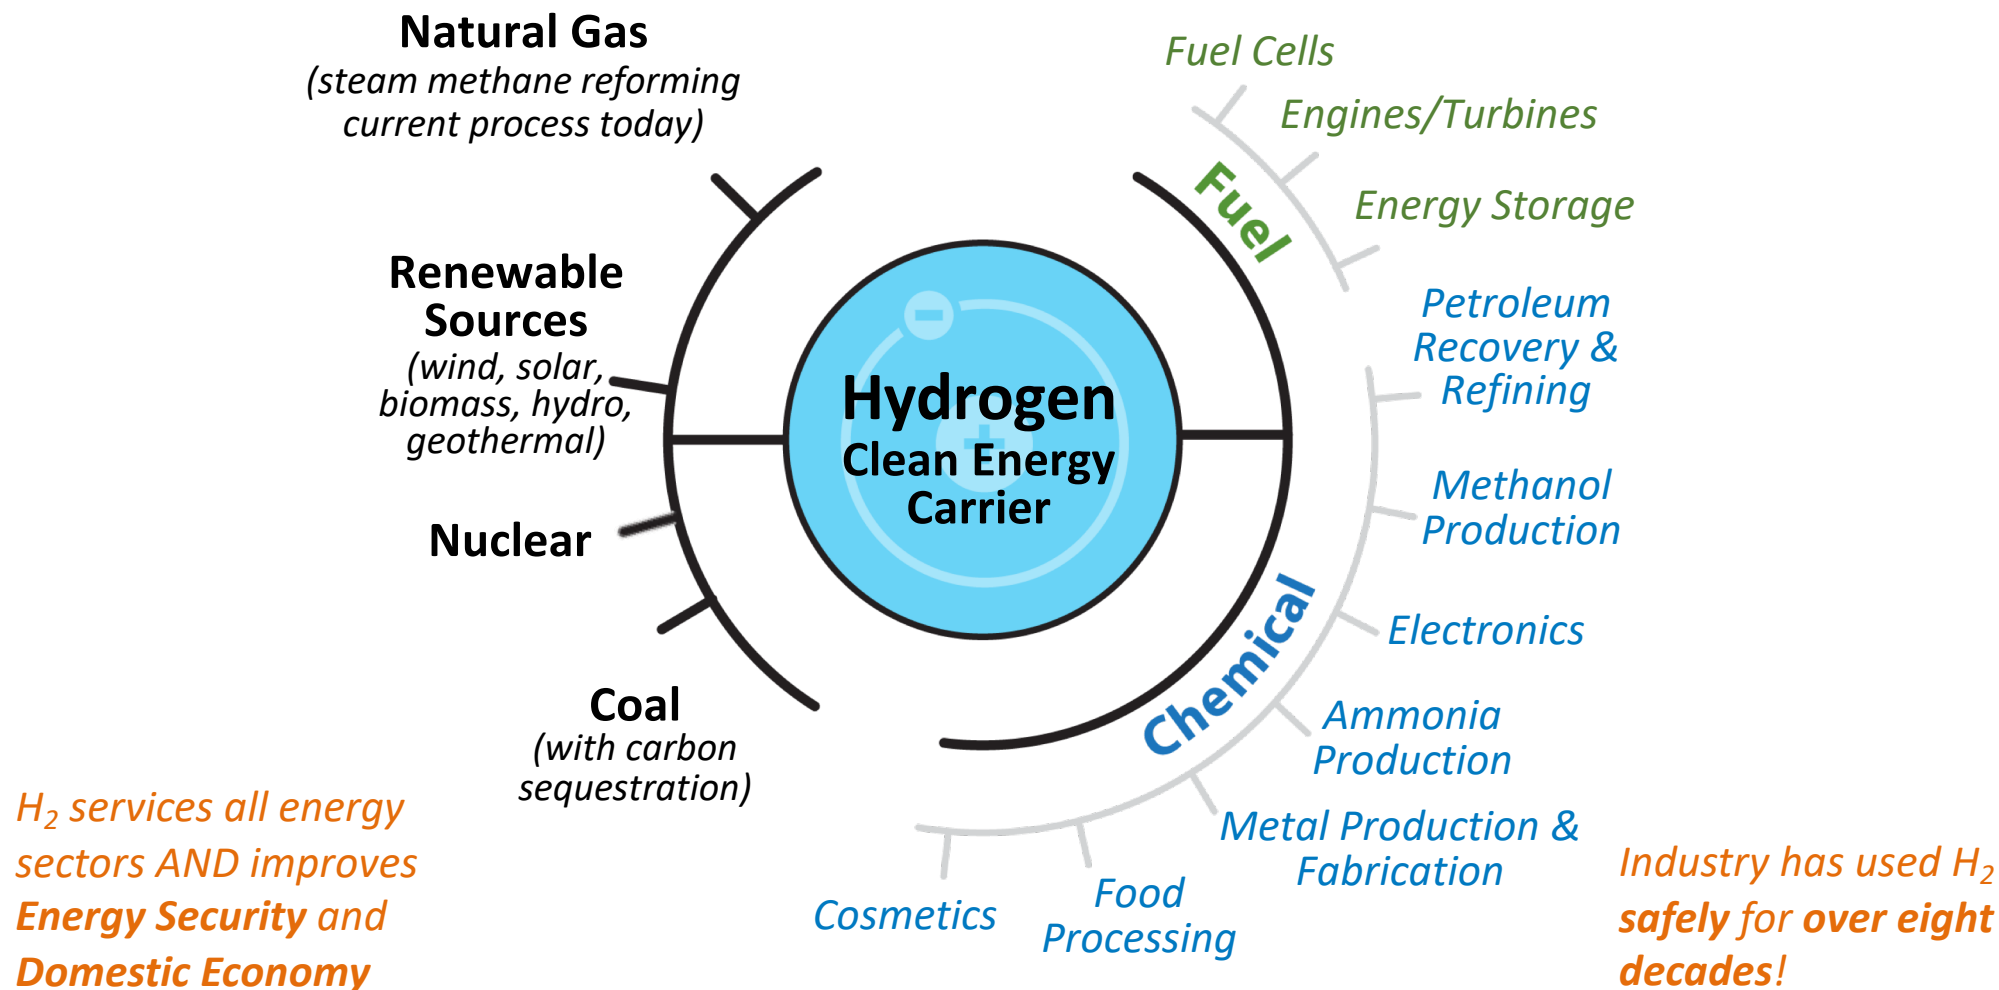 Natural Gas
(steam methane reforming
current process today)
Renewable
Sources
(wind, solar,
biomass, hydro,
geothermal)
Nuclear
Coal
(with carbon
sequestration)
Hydrogen
Clean Energy
Carrier
Fuel
Fuel Cells
Engines/Turbines
Energy Storage
Chemical
Petroleum
Recovery &
Refining
Methanol
Production
Electronics
Ammonia
Production
Metal Production &
Fabrication
Food
Processing
Cosmetics
H₂ services all energy
sectors AND improves
Energy Security and
Domestic Economy
Industry has used H₂
safely for over eight
decades!